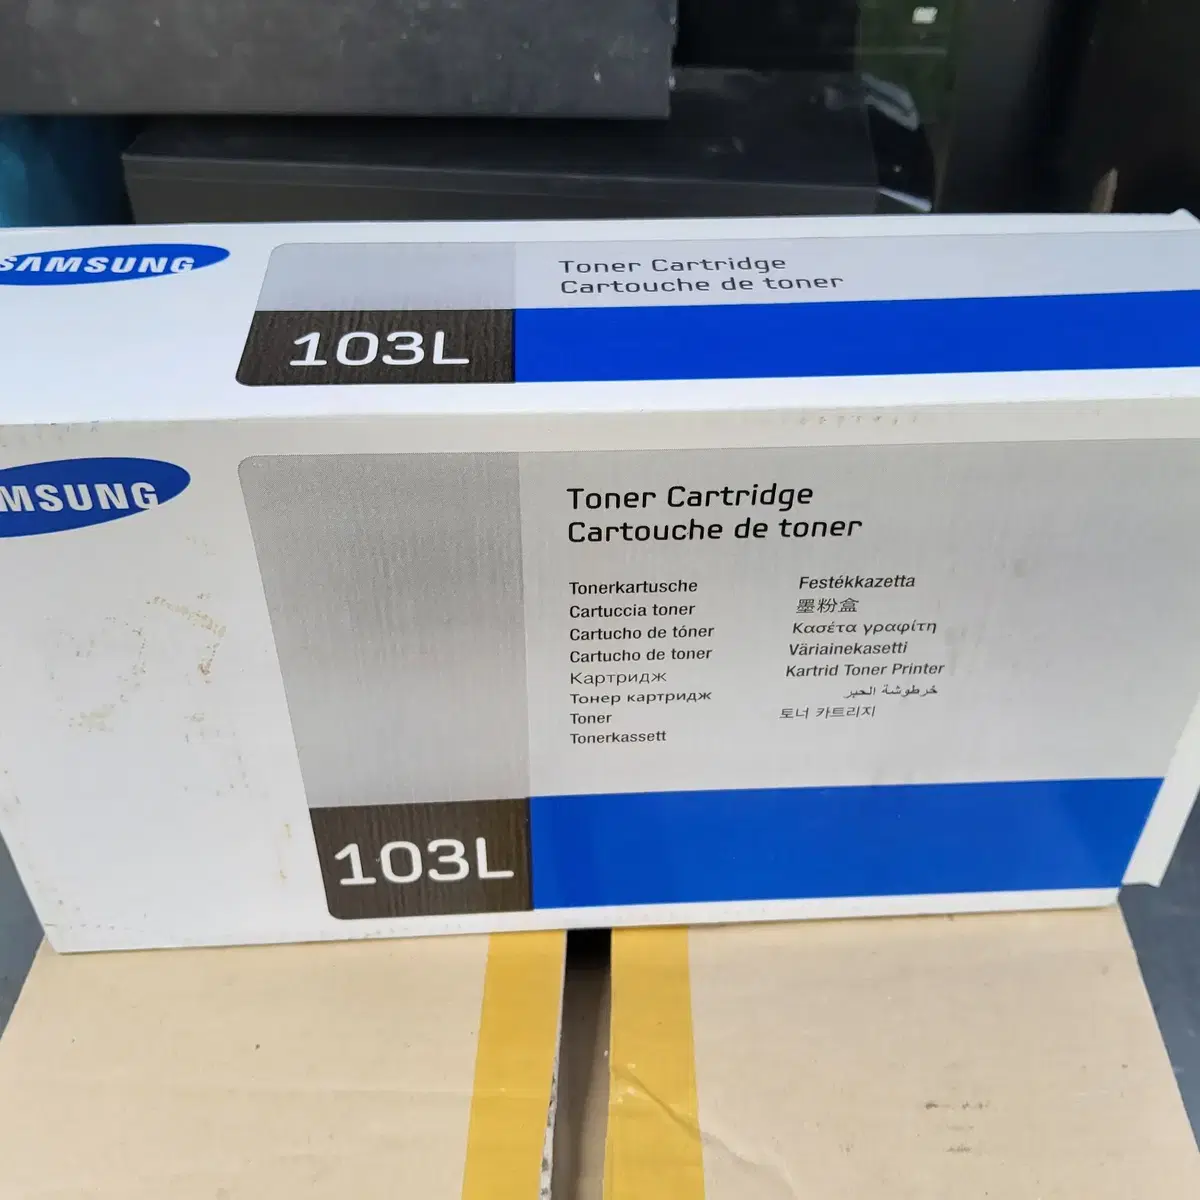 SAMSUNG
Toner Cartridge
Cartouche de toner
103L
MSUNG
Toner Cartridge
Cartouche de toner
Tonerkartusche
Cartuccia toner
Cartucho de tóner
Cartucho de toner
Картридж
Тонер картридж
Toner
Tonerkassett
Festékkazetta
墨粉盒
Κασέτα γραφίτη
Väriainekasetti
Kartrid Toner Printer
خرطوشة الحبر
토너 카트리지
103L